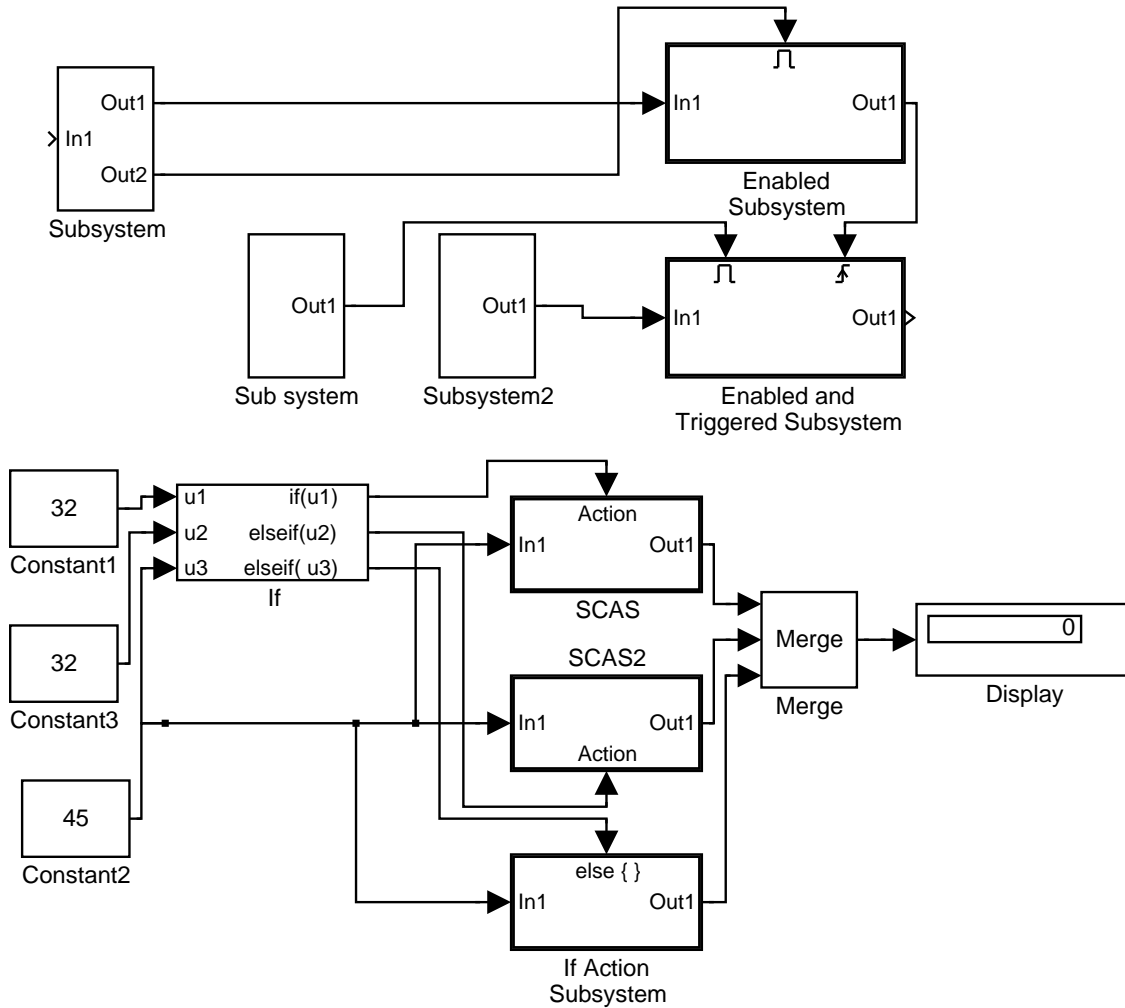 Out1
In1
Out2
Subsystem
In1
Out1
Enabled
Subsystem
Out1
Sub system
Out1
Subsystem2
In1
Out1
Enabled and
Triggered Subsystem
32
Constant1
u1
if(u1)
u2
elseif(u2)
u3
elseif( u3)
If
Action
In1
Out1
SCAS
32
Constant3
SCAS2
In1
Out1
Action
Merge
Merge
0
Display
45
Constant2
else { }
In1
Out1
If Action
Subsystem